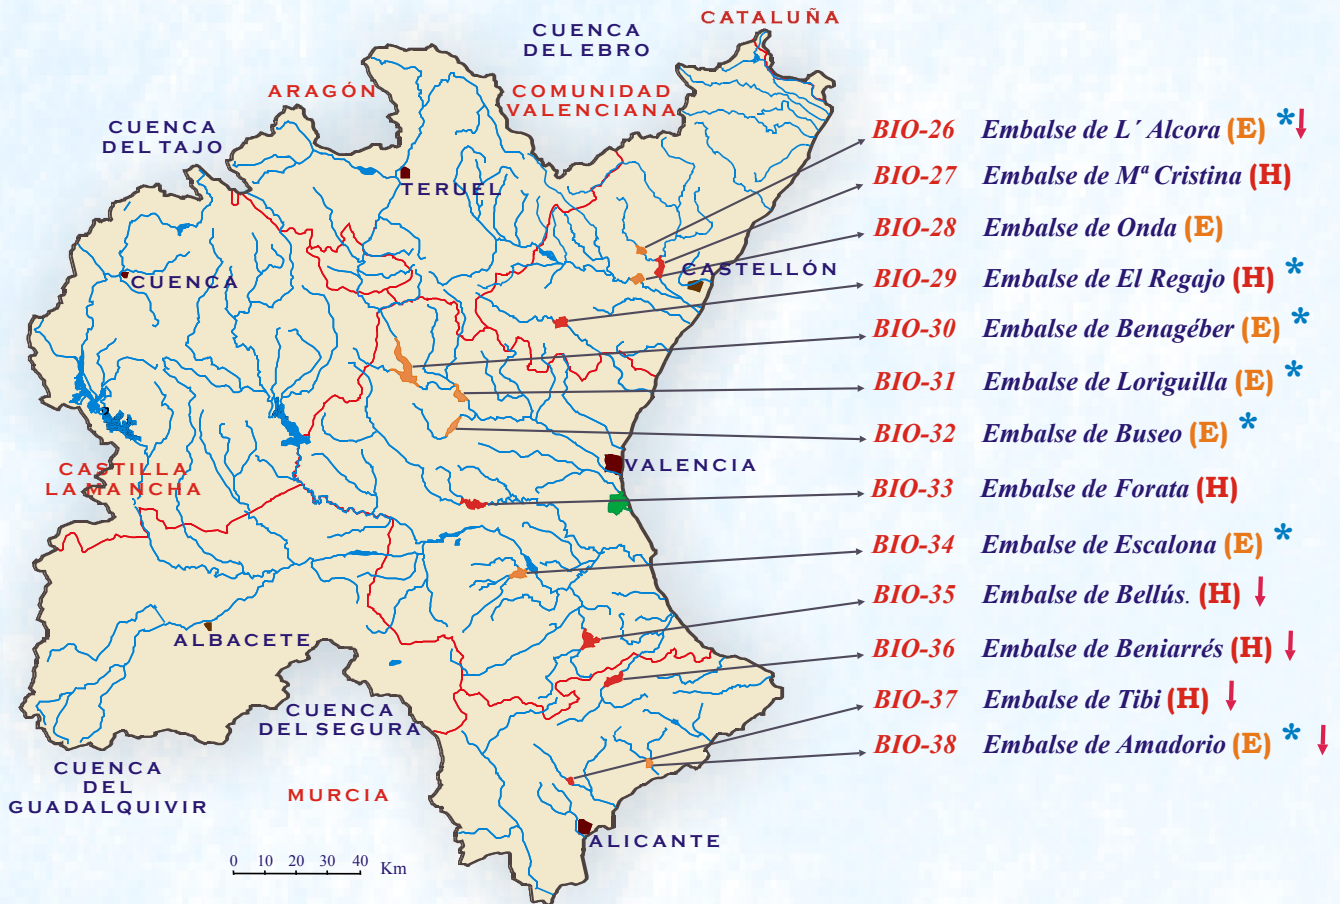 CATALUÑA
CUENCA
DEL EBRO
ARAGÓN
COMUNIDAD
VALENCIANA
CUENCA
DEL TAJO
TERUEL
CUENCA
CASTELLÓN
CASTILLA
LA MANCHA
VALENCIA
ALBACETE
CUENCA
DEL SEGURA
CUENCA
DEL
GUADALQUIVIR
MURCIA
ALICANTE
0 10 20 30 40 Km
BIO-26 Embalse de L´ Alcora (E) *↓
BIO-27 Embalse de Mª Cristina (H)
BIO-28 Embalse de Onda (E)
BIO-29 Embalse de El Regajo (H) *
BIO-30 Embalse de Benagéber (E) *
BIO-31 Embalse de Loriguilla (E) *
BIO-32 Embalse de Buseo (E) *
BIO-33 Embalse de Forata (H)
BIO-34 Embalse de Escalona (E) *
BIO-35 Embalse de Bellús. (H) ↓
BIO-36 Embalse de Beniarrés (H) ↓
BIO-37 Embalse de Tibi (H) ↓
BIO-38 Embalse de Amadorio (E) * ↓